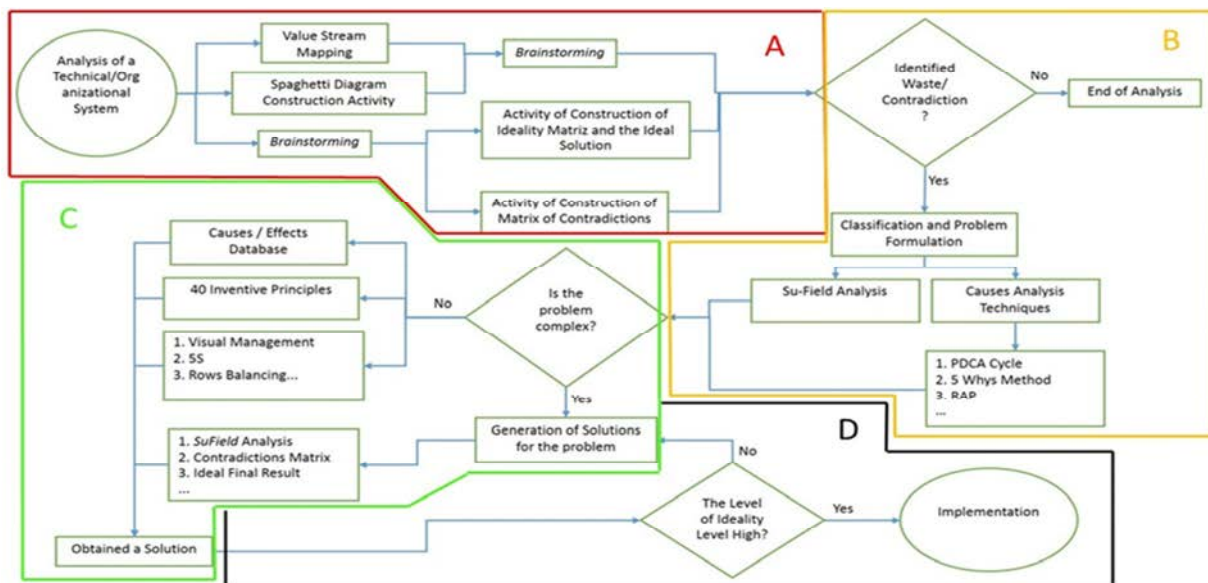 A
Analysis of a
Technical/Org
anizational
System
Value Stream
Mapping
Spaghetti Diagram
Construction Activity
Brainstorming
Brainstorming
Activity of Construction of
Ideality Matriz and the Ideal
Solution
Activity of Construction of
Matrix of Contradictions
B
Identified
Waste/
Contradiction
?
No
End of Analysis
Yes
Classification and Problem
Formulation
Su-Field Analysis
Causes Analysis
Techniques
1. PDCA Cycle
2. 5 Whys Method
3. RAP
...
C
Is the
problem
complex?
No
Causes / Effects
Database
40 Inventive Principles
1. Visual Management
2. 5S
3. Rows Balancing...
Yes
Generation of Solutions
for the problem
1. SuField Analysis
2. Contradictions Matrix
3. Ideal Final Result
...
Obtained a Solution
D
No
The Level
of Ideality
Level High?
Yes
Implementation